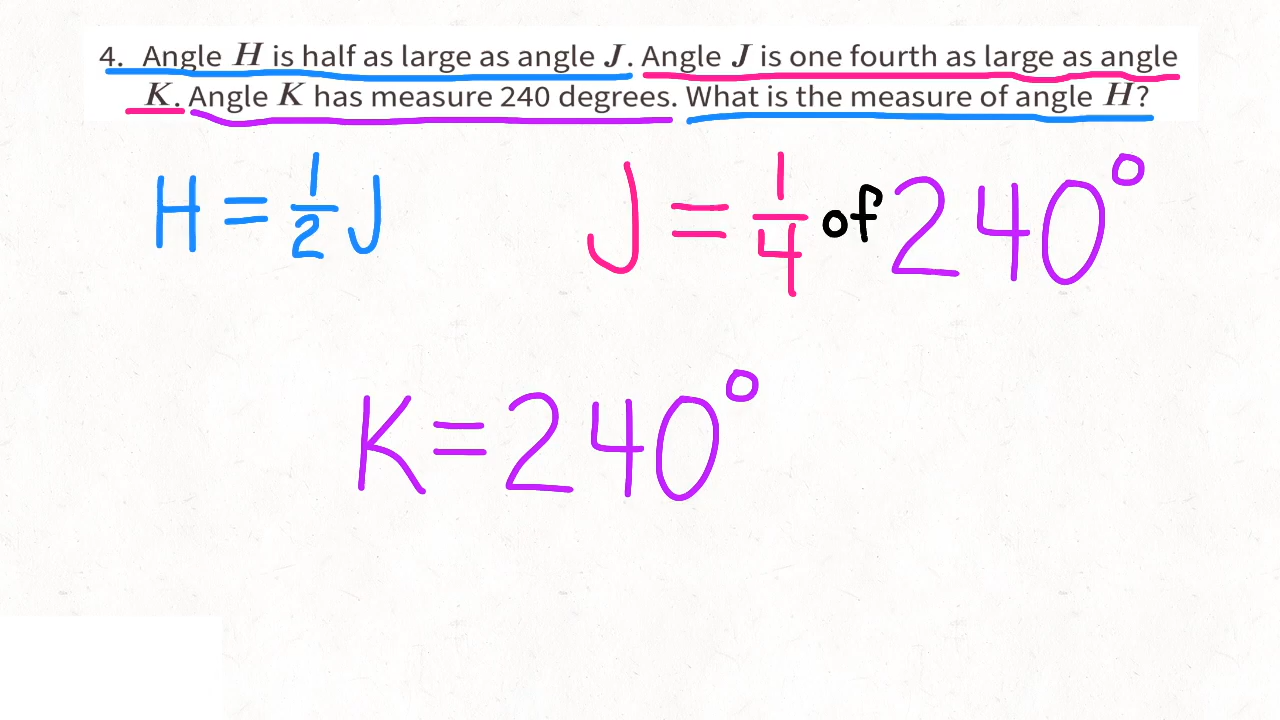 4. Angle H is half as large as angle J. Angle J is one fourth as large as angle
K. Angle K has measure 240 degrees. What is the measure of angle H?
H = 1/2 J
J = 1/4 of 240°
K = 240°